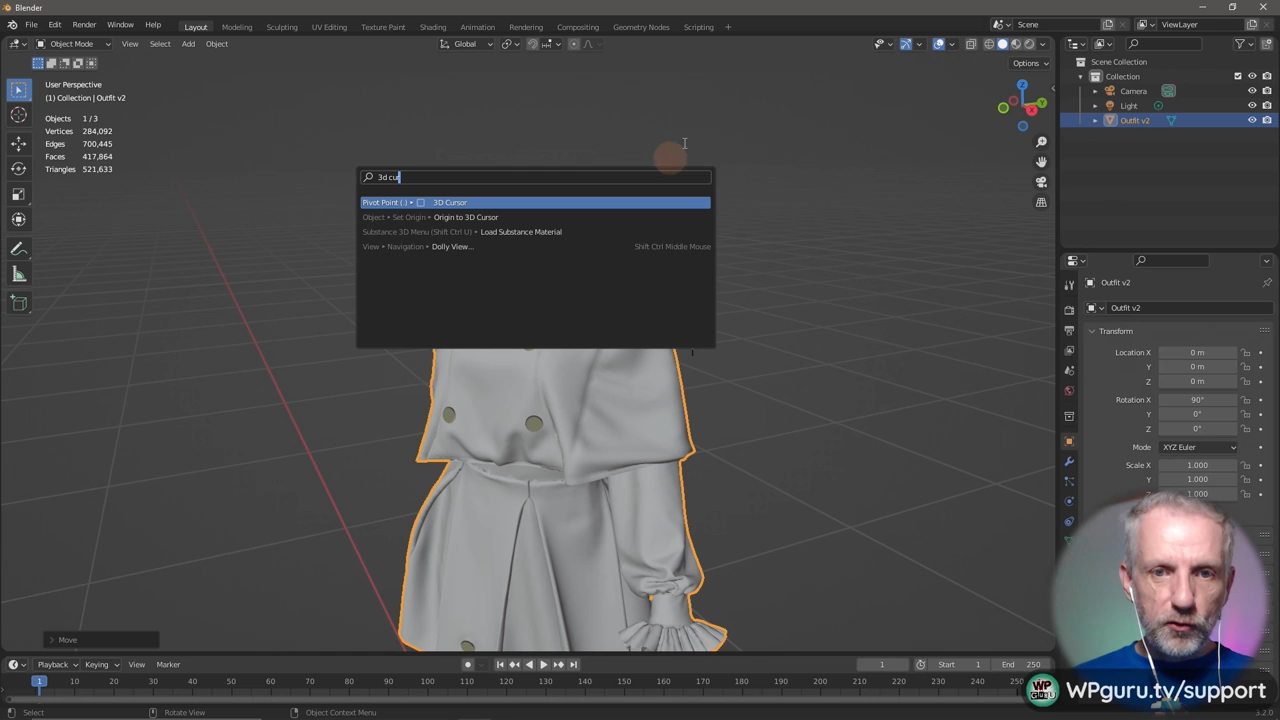 Blender
File Edit Render Window Help
Layout Modeling Sculpting UV Editing Texture Paint Shading Animation Rendering Compositing Geometry Nodes Scripting +
Scene ViewLayer
Object Mode View Select Add Object
Global
Options
User Perspective
(1) Collection | Outfit v2
Objects 1 / 3
Vertices 284,092
Edges 700,445
Faces 417,864
Triangles 521,633
Z
Y
X
3d cur
Pivot Point (.) • 3D Cursor
Object • Set Origin • Origin to 3D Cursor
Substance 3D Menu (Shift Ctrl U) • Load Substance Material
View • Navigation • Dolly View... Shift Ctrl Middle Mouse
Scene Collection
Collection
Camera
Light
Outfit v2
Outfit v2
Outfit v2
Transform
Location X 0 m
Y 0 m
Z 0 m
Rotation X 90°
Y 0°
Z 0°
Mode XYZ Euler
Scale X 1.000
Y 1.000
Z 1.000
Move
Playback Keying View Marker
1 Start 1 End 250
1 10 20 30 40 50 60 70 80 90 100 110 120 130 140 150 160 170 180 190 200 210 220 230 240 250
Select Rotate View Object Context Menu
3.2.0
WP GURU
WPguru.tv/support